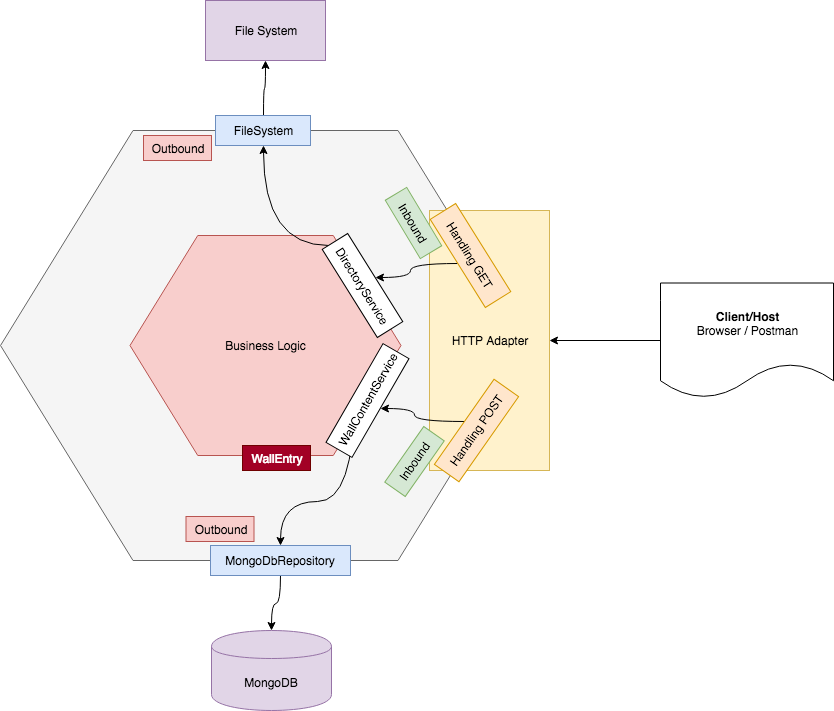 File System
FileSystem
Outbound
Inbound
Handling GET
DirectoryService
Client/Host
Browser / Postman
HTTP Adapter
Business Logic
WallContentService
Handling POST
Inbound
WallEntry
Outbound
MongoDbRepository
MongoDB